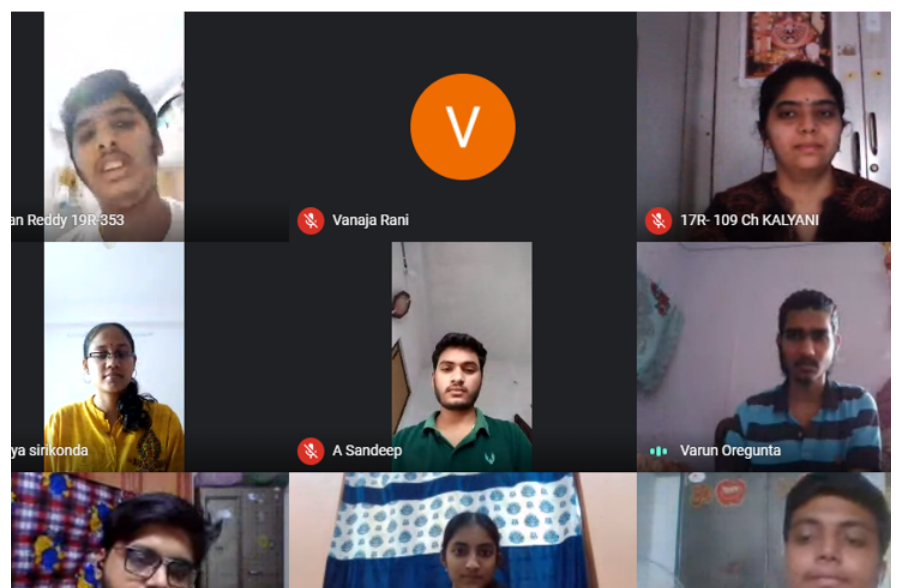 V
an Reddy 19R-353
Vanaja Rani
17R- 109 Ch KALYANI
ya sirikonda
A Sandeep
Varun Oregunta